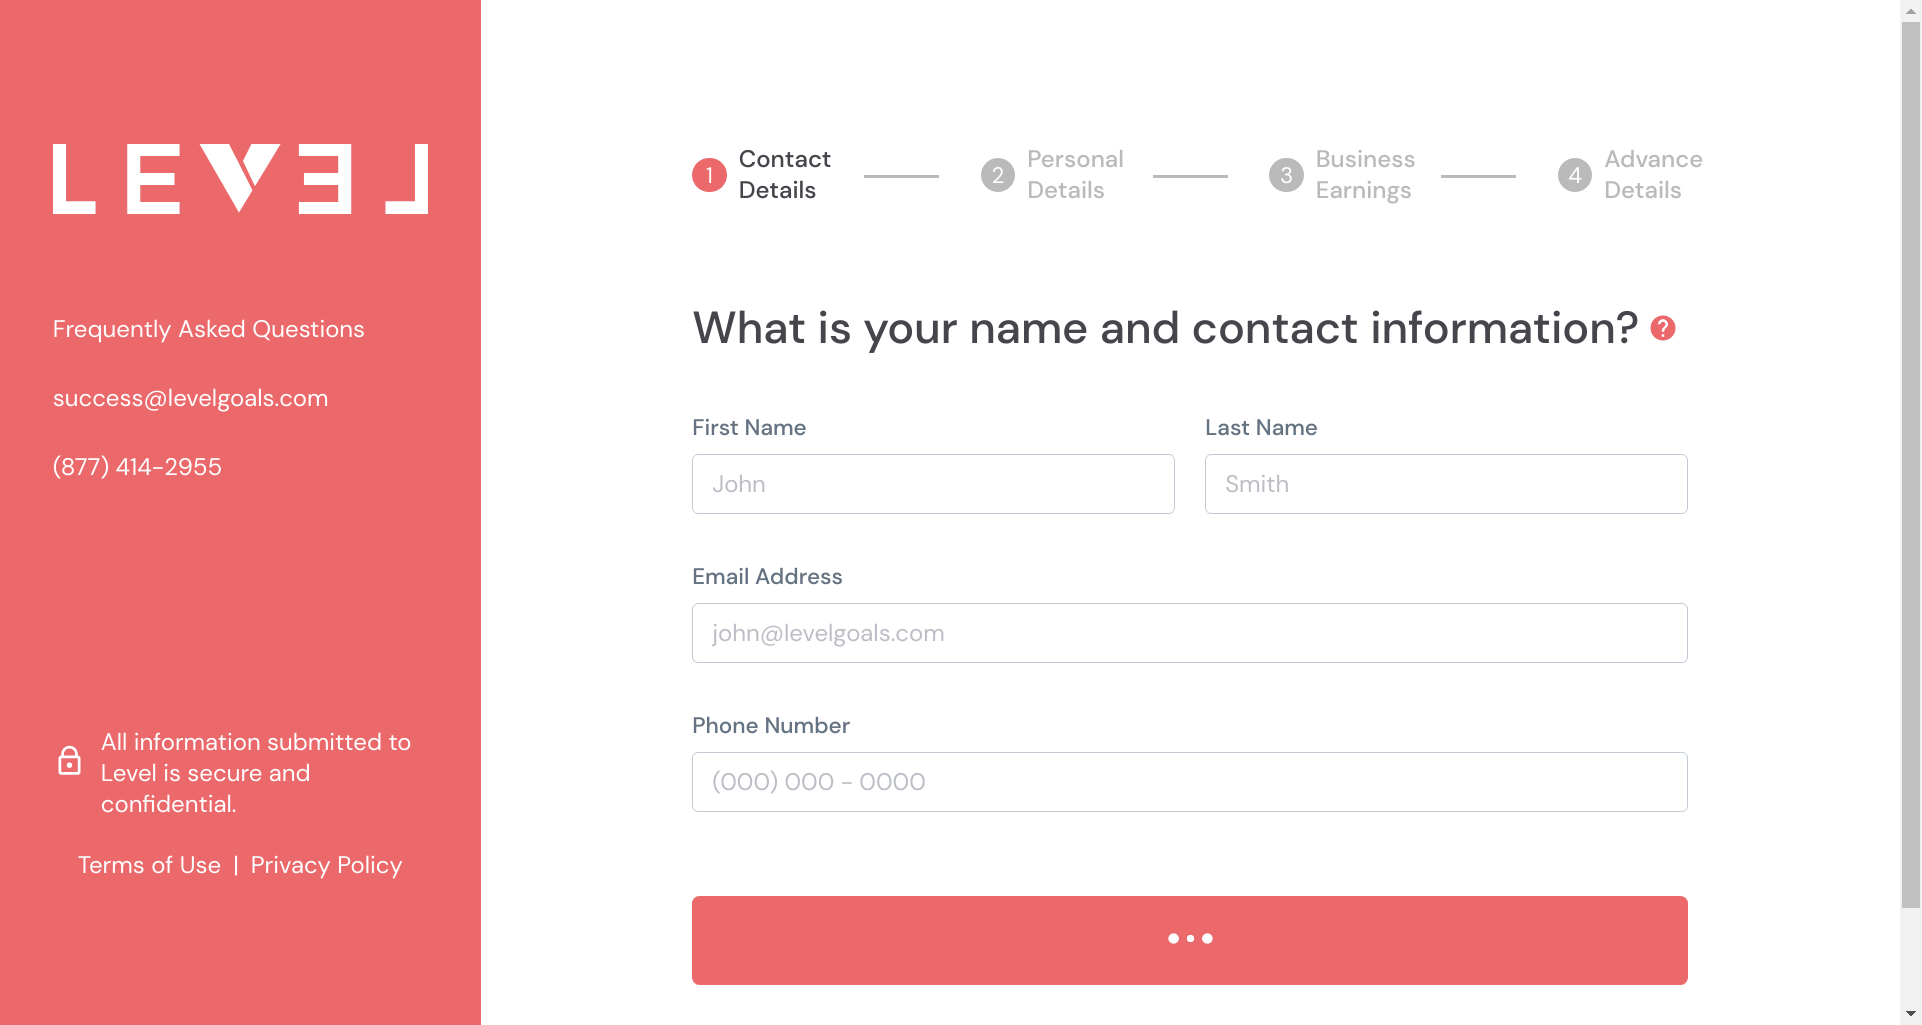 LEVEL
Frequently Asked Questions
success@levelgoals.com
(877) 414-2955
All information submitted to
Level is secure and
confidential.
Terms of Use | Privacy Policy
1 Contact
Details
2 Personal
Details
3 Business
Earnings
4 Advance
Details
What is your name and contact information? ?
First Name
Last Name
John
Smith
Email Address
john@levelgoals.com
Phone Number
(000) 000 - 0000